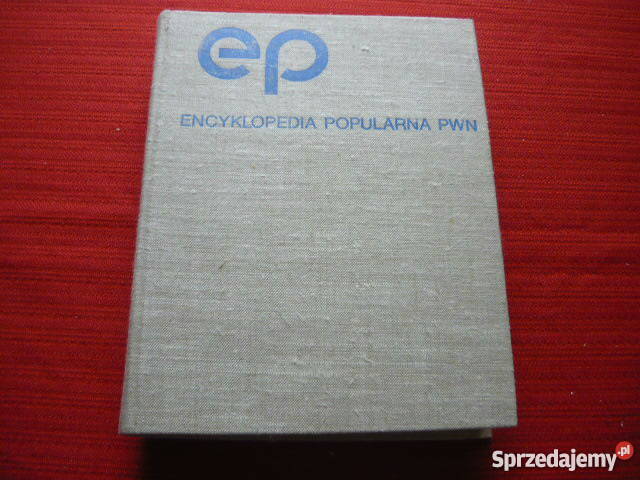 ep
ENCYKLOPEDIA POPULARNA PWN
Sprzedajemy.pl